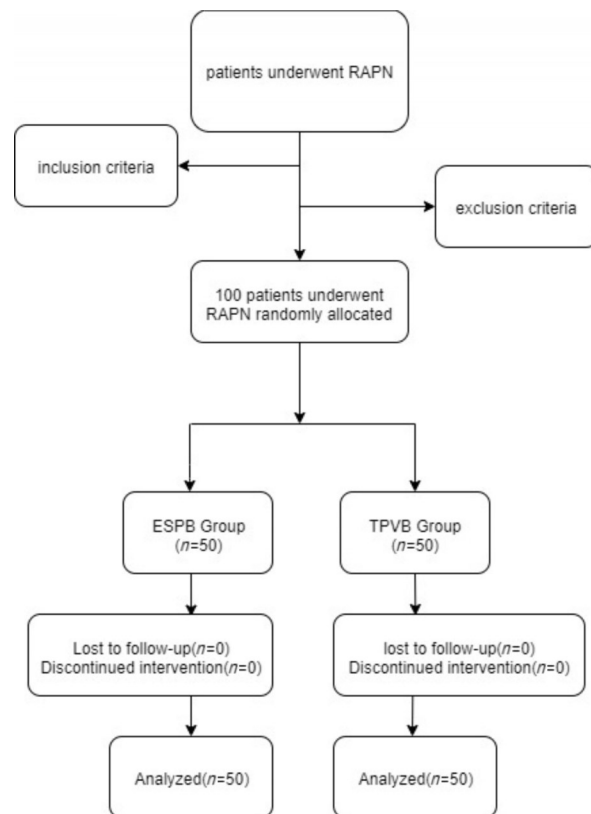 patients underwent RAPN
inclusion criteria
exclusion criteria
100 patients underwent
RAPN randomly allocated
ESPB Group
(n=50)
TPVB Group
(n=50)
Lost to follow-up(n=0)
Discontinued intervention(n=0)
lost to follow-up(n=0)
Discontinued intervention(n=0)
Analyzed(n=50)
Analyzed(n=50)